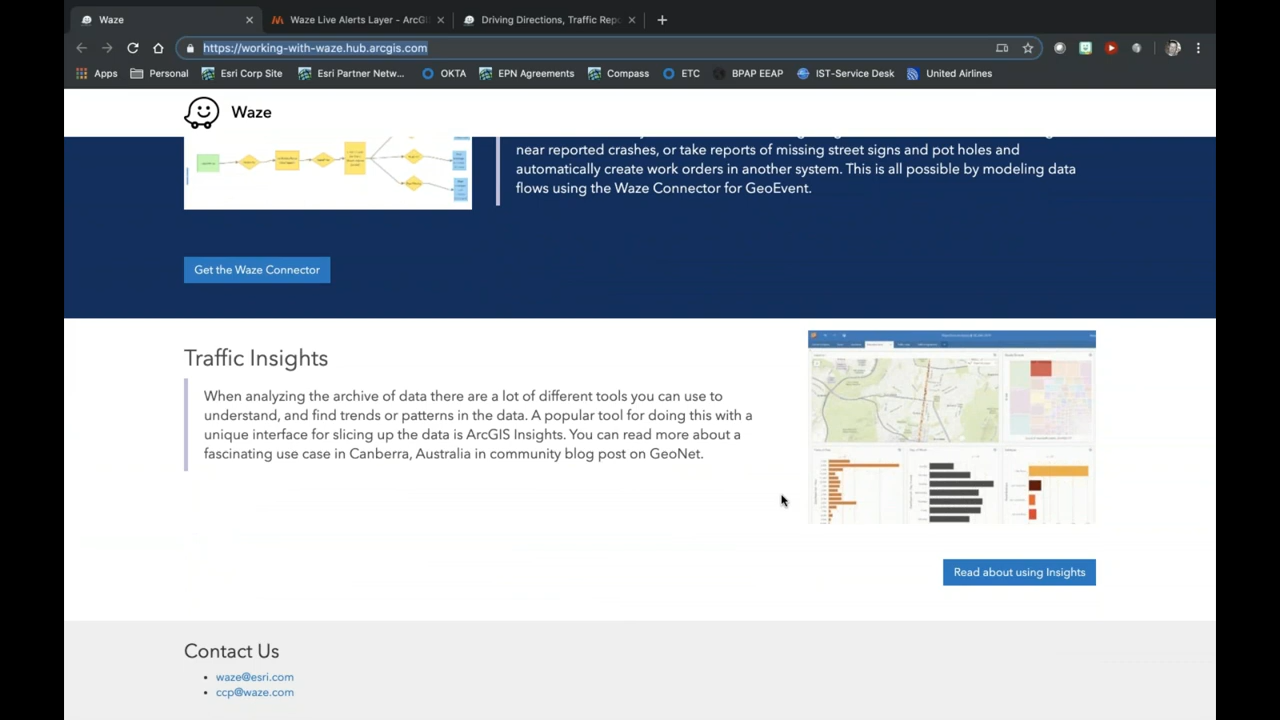 Waze
Waze Live Alerts Layer - ArcG
Driving Directions, Traffic Repo
https://working-with-waze.hub.arcgis.com
Apps
Personal
Esri Corp Site
Esri Partner Netw...
OKTA
EPN Agreements
Compass
ETC
BPAP EEAP
IST-Service Desk
United Airlines
Waze
near reported crashes, or take reports of missing street signs and pot holes and
automatically create work orders in another system. This is all possible by modeling data
flows using the Waze Connector for GeoEvent.
Get the Waze Connector
Traffic Insights
When analyzing the archive of data there are a lot of different tools you can use to
understand, and find trends or patterns in the data. A popular tool for doing this with a
unique interface for slicing up the data is ArcGIS Insights. You can read more about a
fascinating use case in Canberra, Australia in community blog post on GeoNet.
Read about using Insights
Contact Us
• waze@esri.com
• ccp@waze.com